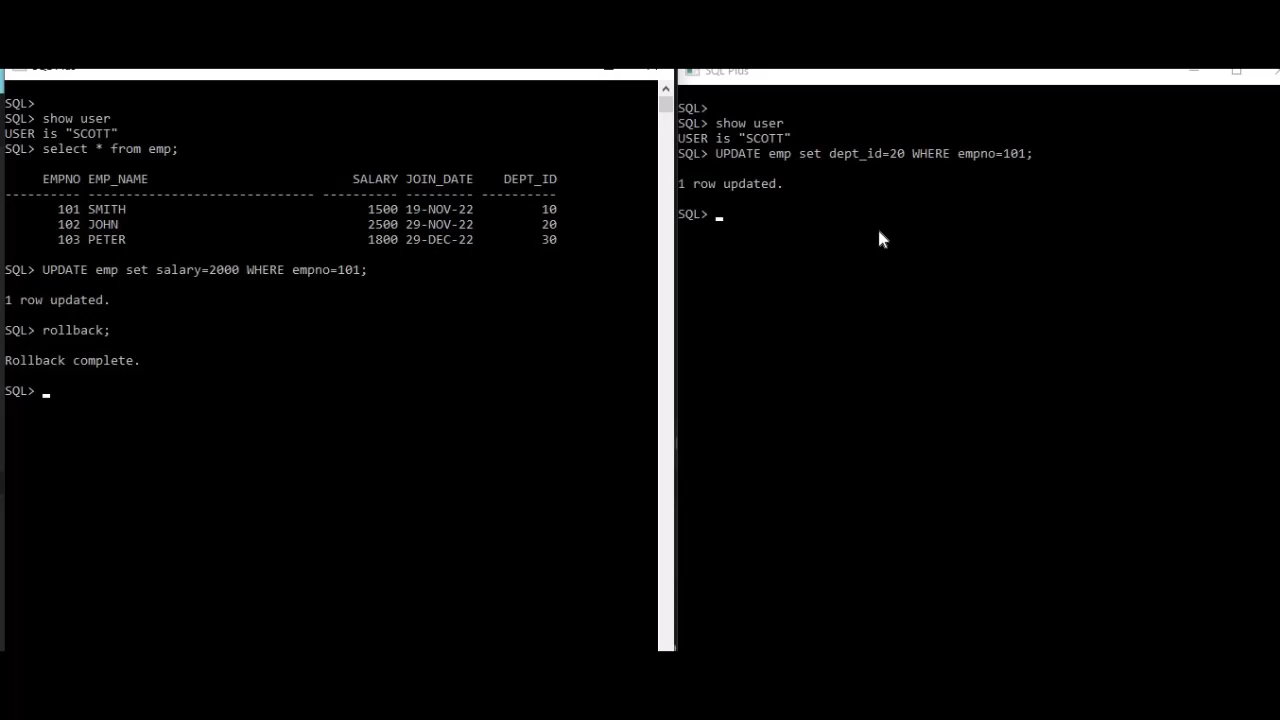 SQL>
SQL> show user
USER is "SCOTT"
SQL> select * from emp;
EMPNO EMP_NAME SALARY JOIN_DATE DEPT_ID
---------- ------------------------------ ---------- --------- ----------
101 SMITH 1500 19-NOV-22 10
102 JOHN 2500 29-NOV-22 20
103 PETER 1800 29-DEC-22 30
SQL> UPDATE emp set salary=2000 WHERE empno=101;
1 row updated.
SQL> rollback;
Rollback complete.
SQL>
SQL Plus
SQL>
SQL> show user
USER is "SCOTT"
SQL> UPDATE emp set dept_id=20 WHERE empno=101;
1 row updated.
SQL>